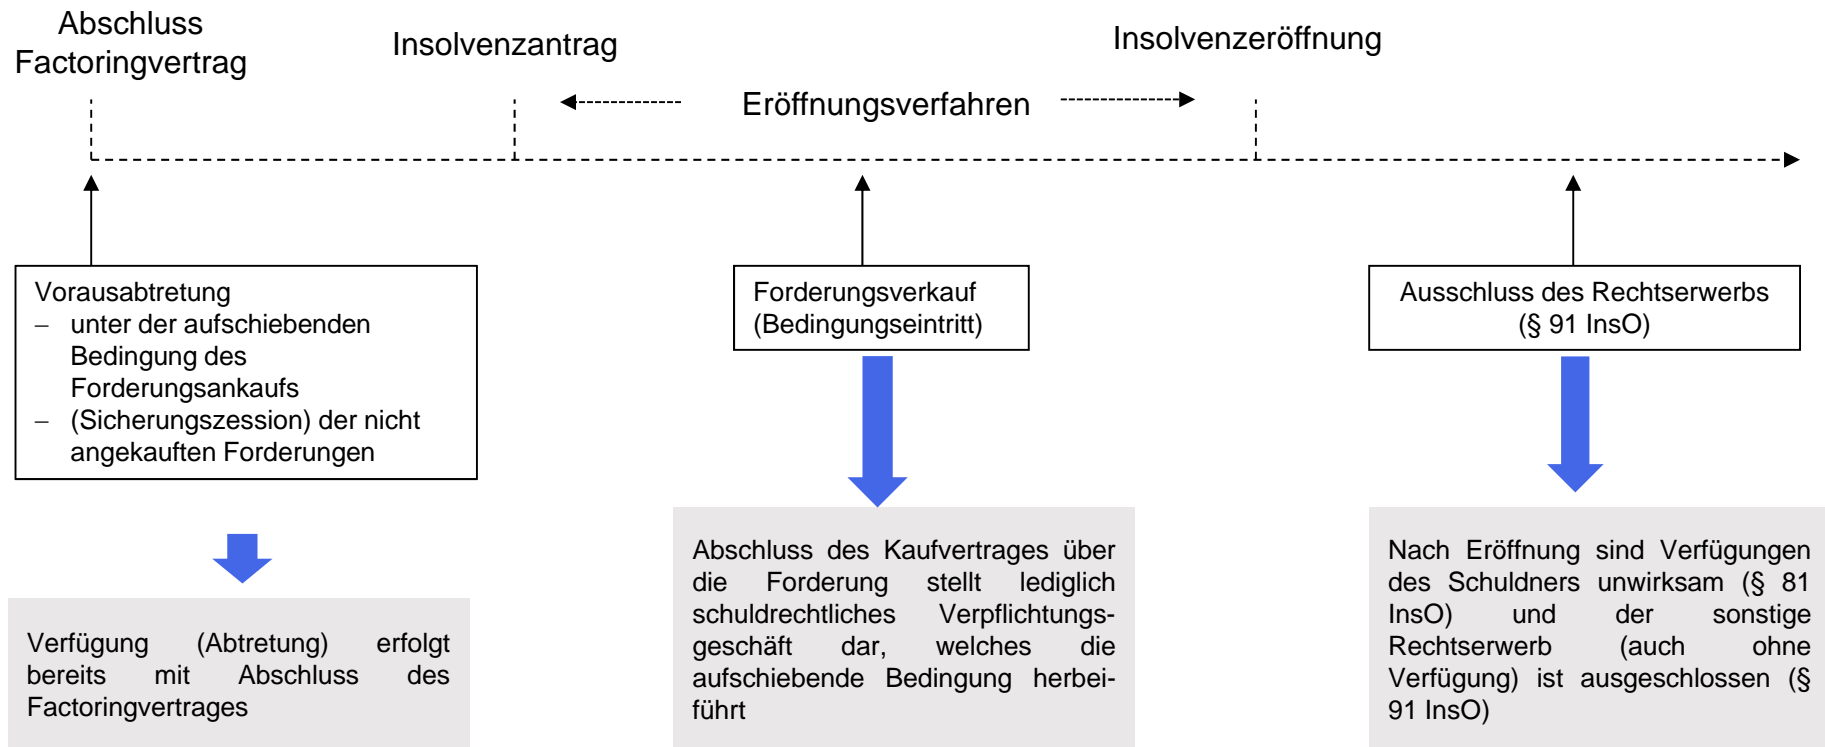 Abschluss
Factoringvertrag
Insolvenzantrag
Insolvenzeröffnung
Eröffnungsverfahren
Vorausabtretung
– unter der aufschiebenden
Bedingung des
Forderungsankaufs
– (Sicherungszession) der nicht
angekauften Forderungen
Forderungsverkauf
(Bedingungseintritt)
Ausschluss des Rechtserwerbs
(§ 91 InsO)
Verfügung (Abtretung) erfolgt
bereits mit Abschluss des
Factoringvertrages
Abschluss des Kaufvertrages über
die Forderung stellt lediglich
schuldrechtliches Verpflichtungs-
geschäft dar, welches die
aufschiebende Bedingung herbei-
führt
Nach Eröffnung sind Verfügungen
des Schuldners unwirksam (§ 81
InsO) und der sonstige
Rechtserwerb (auch ohne
Verfügung) ist ausgeschlossen (§
91 InsO)